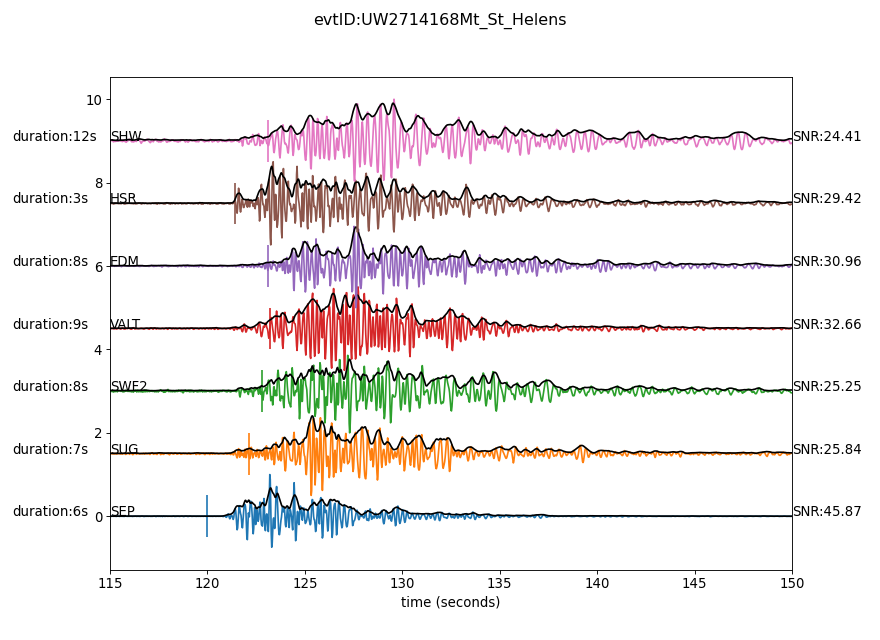 evtID:UW2714168Mt_St_Helens
10
duration:12s SHW SNR:24.41
8
duration:3s HSR SNR:29.42
duration:8s EDM SNR:30.96
6
duration:9s VALT SNR:32.66
4
duration:8s SWF2 SNR:25.25
2
duration:7s SUG SNR:25.84
duration:6s 0 SEP SNR:45.87
115 120 125 130 135 140 145 150
time (seconds)